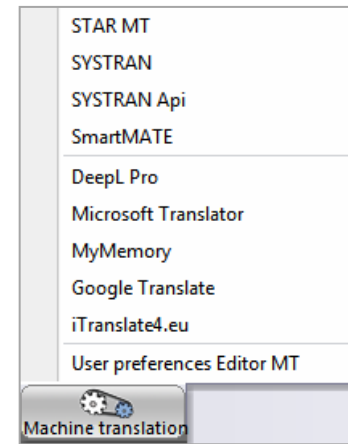 STAR MT
SYSTRAN
SYSTRAN Api
SmartMATE
DeepL Pro
Microsoft Translator
MyMemory
Google Translate
iTranslate4.eu
User preferences Editor MT
Machine translation